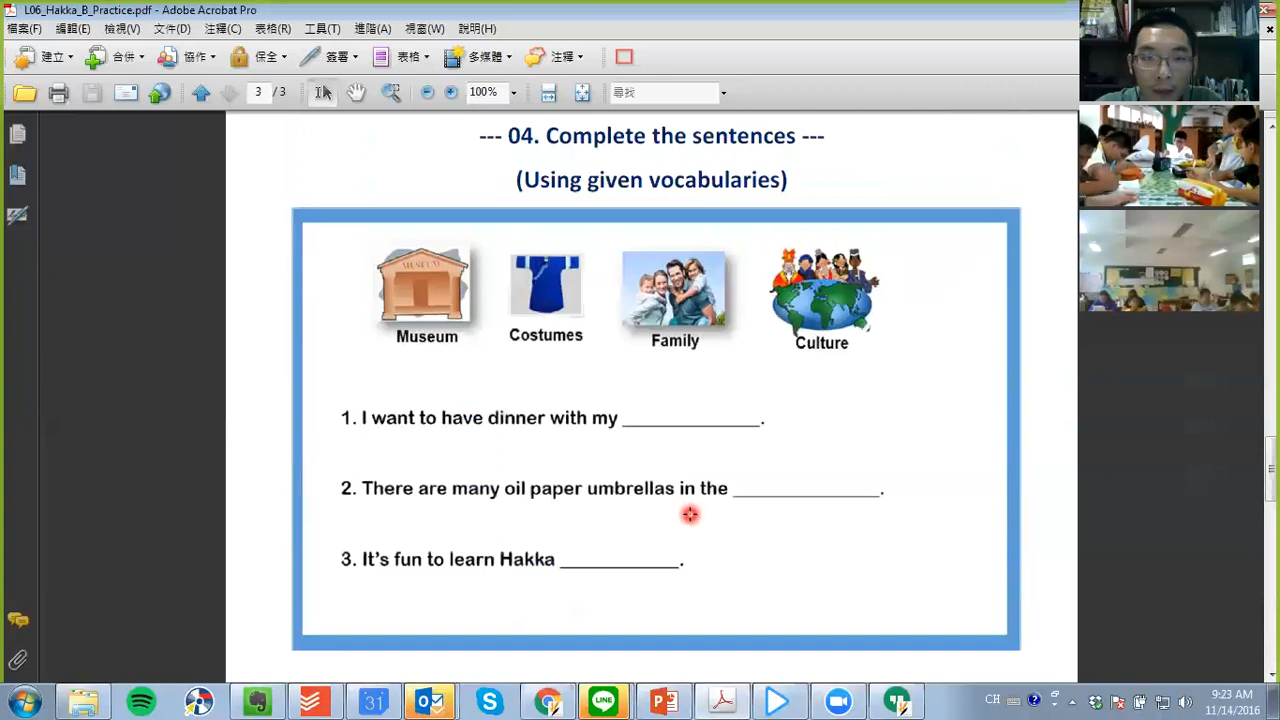 L06_Hakka_B_Practice.pdf - Adobe Acrobat Pro
檔案(F) 編輯(E) 檢視(V) 文件(D) 注釋(C) 表格(R) 工具(T) 進階(A) 視窗(W) 說明(H)
建立 合併 協作 保全 簽署 表格 多媒體 注釋
3 / 3 100% 尋找
--- 04. Complete the sentences ---
(Using given vocabularies)
MUSEUM
Museum Costumes Family Culture
1. I want to have dinner with my ______________.
2. There are many oil paper umbrellas in the _______________.
3. It's fun to learn Hakka ____________.
31
CH
9:23 AM
11/14/2016